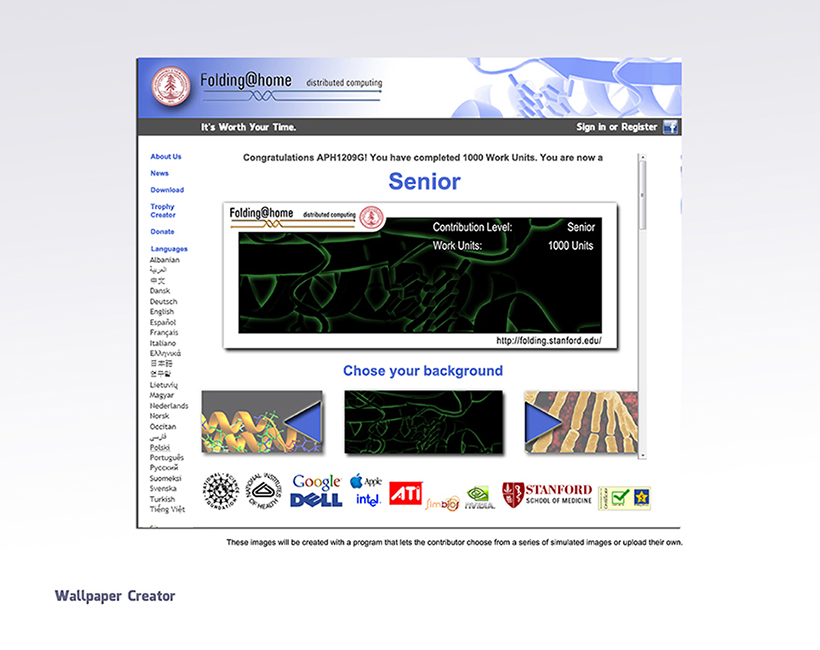 Folding@home distributed computing
It's Worth Your Time. Sign in or Register
About Us
News
Download
Trophy
Creator
Donate
Languages
Albanian
العربية
中文
Dansk
Deutsch
English
Español
Français
Italiano
Ελληνικά
日本語
Lietuvių
Magyar
Nederlands
Norsk
Occitan
فارسی
Polski
Português
Русский
Suomeksi
Svenska
Turkish
Tiếng Việt
Congratulations APH1209G! You have completed 1000 Work Units. You are now a
Senior
Folding@home distributed computing
Contribution Level: Senior
Work Units: 1000 Units
http://folding.stanford.edu/
Chose your background
NATIONAL SCIENCE FOUNDATION
NATIONAL INSTITUTES OF HEALTH
Google
DELL
Apple
intel
ATI
simbios
NVIDIA.
STANFORD
SCHOOL OF MEDICINE
These images will be created with a program that lets the contributor choose from a series of simulated images or upload their own.
Wallpaper Creator